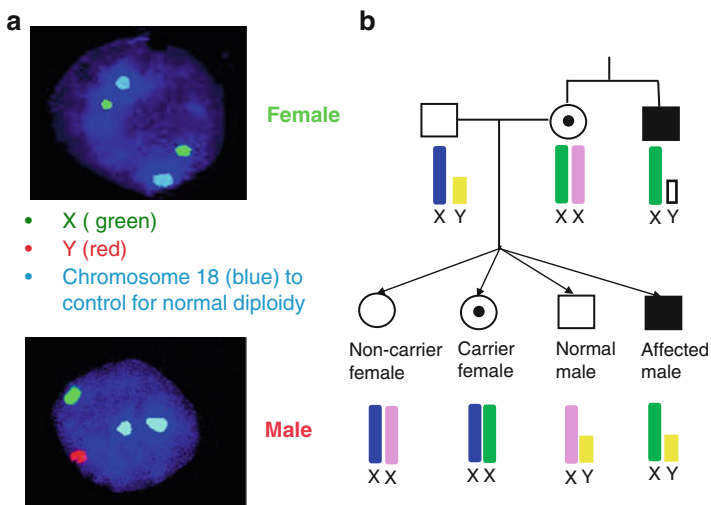 a
Female
• X ( green)
• Y (red)
• Chromosome 18 (blue) to
control for normal diploidy
Male
b
X Y
X X
X Y
Non-carrier
female
Carrier
female
Normal
male
Affected
male
X X
X X
X Y
X Y